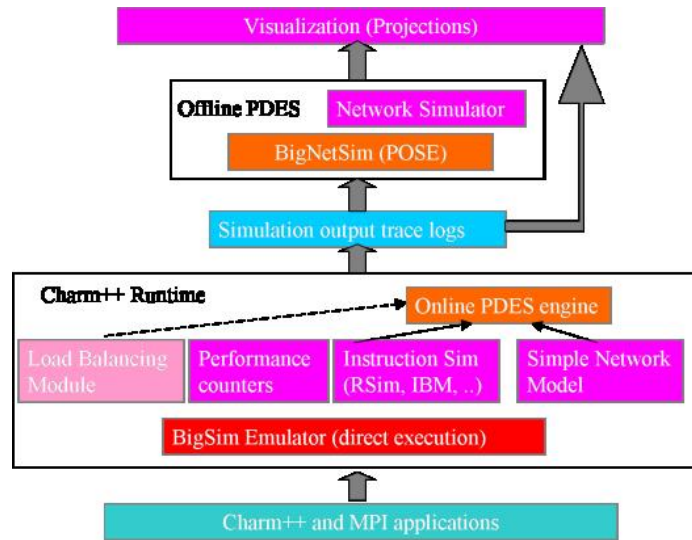 Visualization (Projections)
Offline PDES
Network Simulator
BigNetSim (POSE)
Simulation output trace logs
Charm++ Runtime
Online PDES engine
Load Balancing
Module
Performance
counters
Instruction Sim
(RSim, IBM, ..)
Simple Network
Model
BigSim Emulator (direct execution)
Charm++ and MPI applications